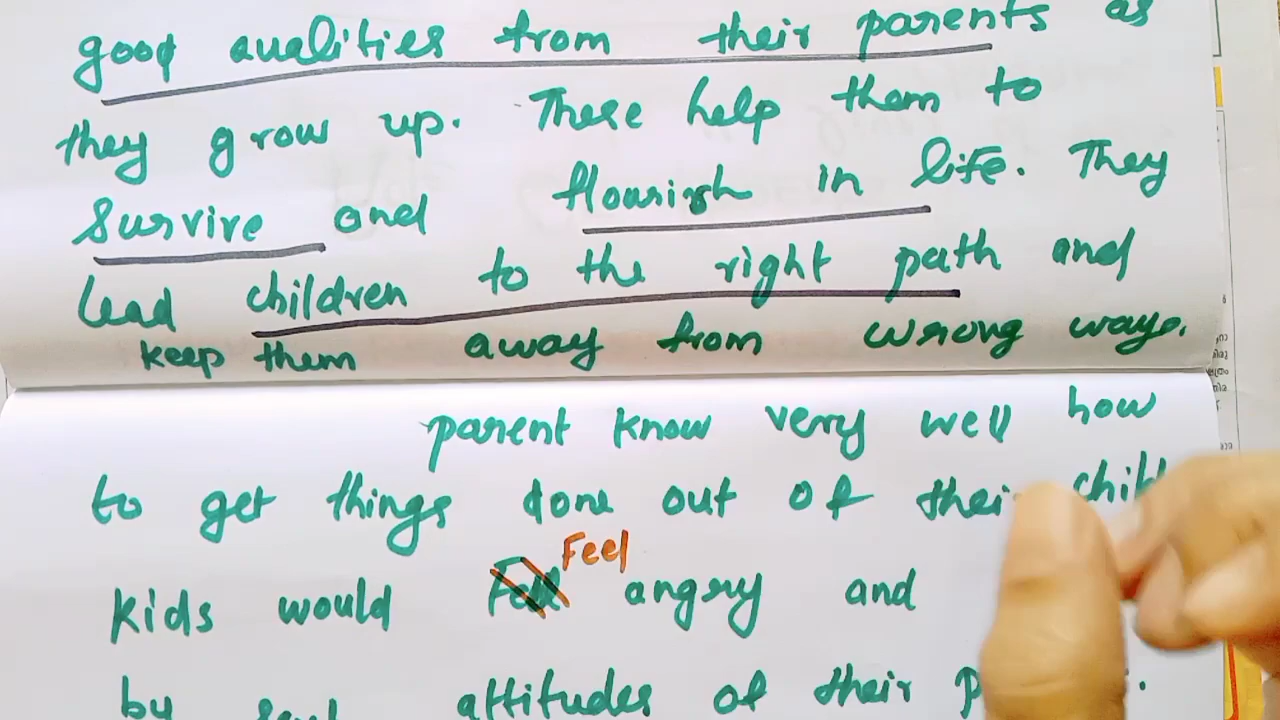 good qualities from their parents as
they grow up. These help them to
survive and flourish in life. They
lead children to the right path and
keep them away from wrong ways.
parent know very well how
to get things done out of their
Feel
kids would angry and
by attitudes of their